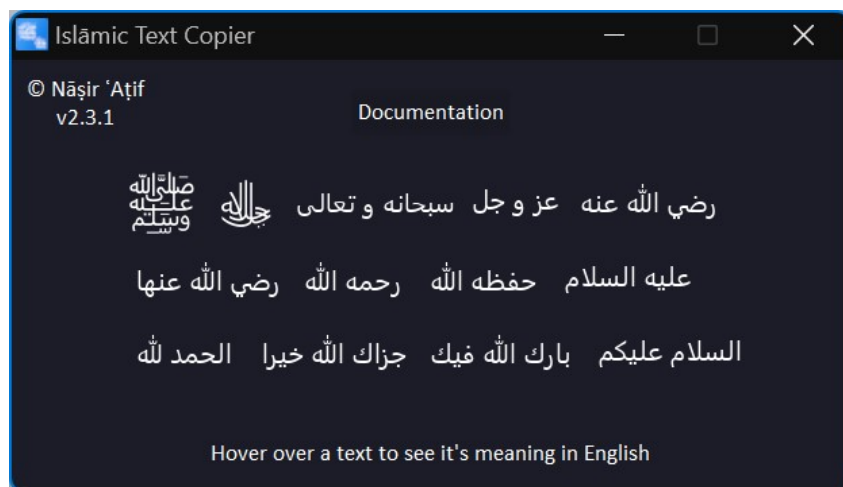 Islāmic Text Copier
© Nāṣir ʿAṭif
v2.3.1
Documentation
رضي الله عنه عز و جل سبحانه و تعالى ﷻ ﷺ
عليه السلام حفظه الله رحمه الله رضي الله عنها
السلام عليكم بارك الله فيك جزاك الله خيرا الحمد لله
Hover over a text to see it's meaning in English